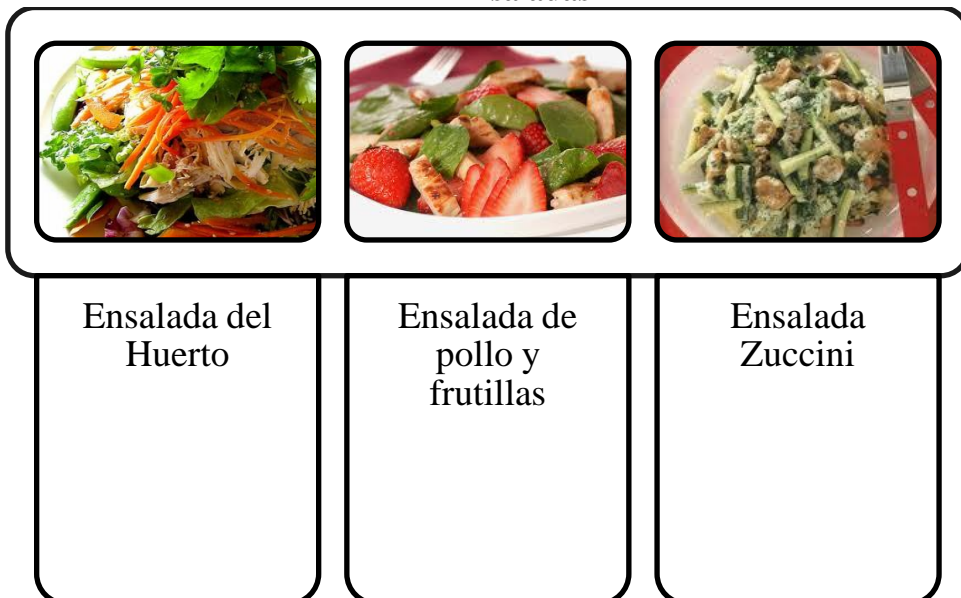 Ensalada del
Huerto
Ensalada de
pollo y
frutillas
Ensalada
Zuccini